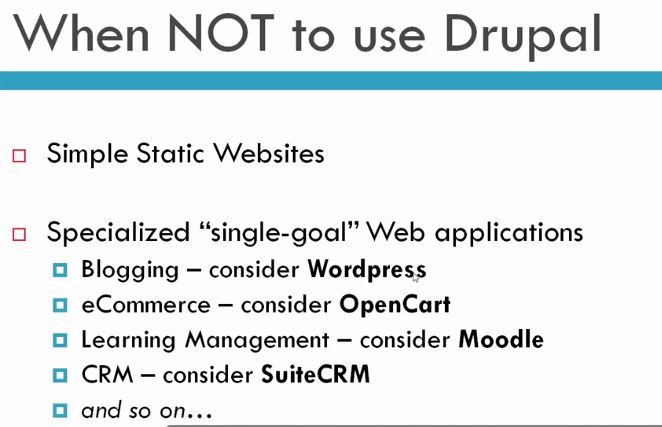 When NOT to use Drupal
Simple Static Websites
Specialized “single-goal” Web applications
Blogging – consider Wordpress
eCommerce – consider OpenCart
Learning Management – consider Moodle
CRM – consider SuiteCRM
and so on...